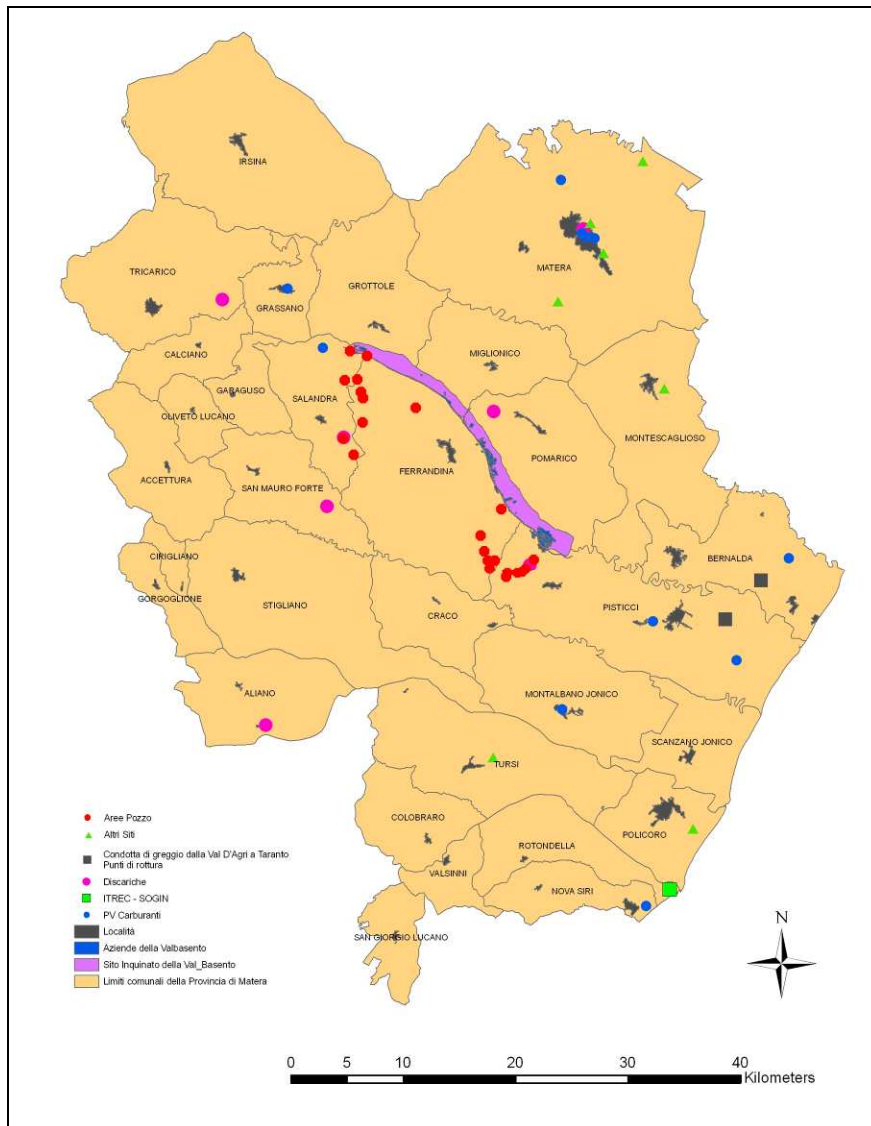 IRSINA
TRICARICO
GRASSANO
GROTTOLE
MATERA
CALCIANO
MIGLIONICO
GARAGUSO
SALANDRA
OLIVETO LUCANO
MONTESCAGLIOSO
POMARICO
FERRANDINA
ACCETTURA
SAN MAURO FORTE
CIRIGLIANO
BERNALDA
GORGOGLIONE
STIGLIANO
PISTICCI
CRACO
ALIANO
MONTALBANO JONICO
SCANZANO JONICO
TURSI
COLOBRARO
POLICORO
ROTONDELLA
VALSINNI
NOVA SIRI
SAN GIORGIO LUCANO
Aree Pozzo
Altri Siti
Condotta di greggio dalla Val D'Agri a Taranto
Punti di rottura
Discariche
ITREC - SOGIN
PV Carburanti
Località
Aziende della Valbasento
Sito Inquinato della Val_Basento
Limiti comunali della Provincia di Matera
N
0 5 10 20 30 40
Kilometers